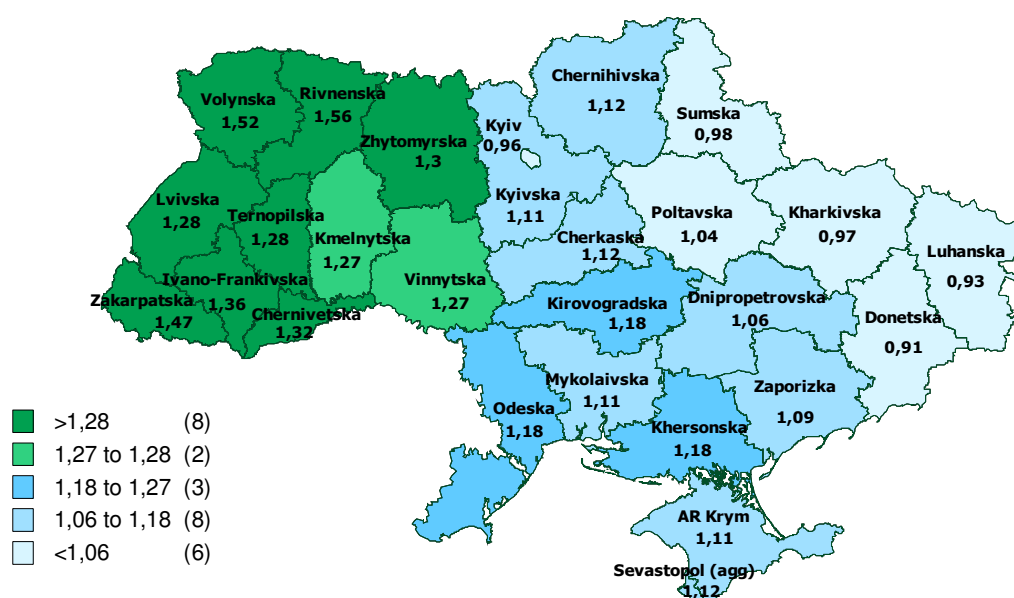 Chernihivska
1,12
Sumska
0,98
Volynska
1,52
Rivnenska
1,56
Zhytomyrska
1,3
Kyiv
0,96
Kyivska
1,11
Lvivska
1,28
Ternopilska
1,28
Kmelnytska
1,27
Cherkaska
1,12
Poltavska
1,04
Kharkivska
0,97
Luhanska
0,93
Ivano-Frankivska
1,36
Zakarpatska
1,47
Chernivetska
1,32
Vinnytska
1,27
Kirovogradska
1,18
Dnipropetrovska
1,06
Donetska
0,91
Odeska
1,18
Mykolaivska
1,11
Khersonska
1,18
Zaporizka
1,09
AR Krym
1,11
Sevastopol (agg)
1,12
>1,28 (8)
1,27 to 1,28 (2)
1,18 to 1,27 (3)
1,06 to 1,18 (8)
<1,06 (6)